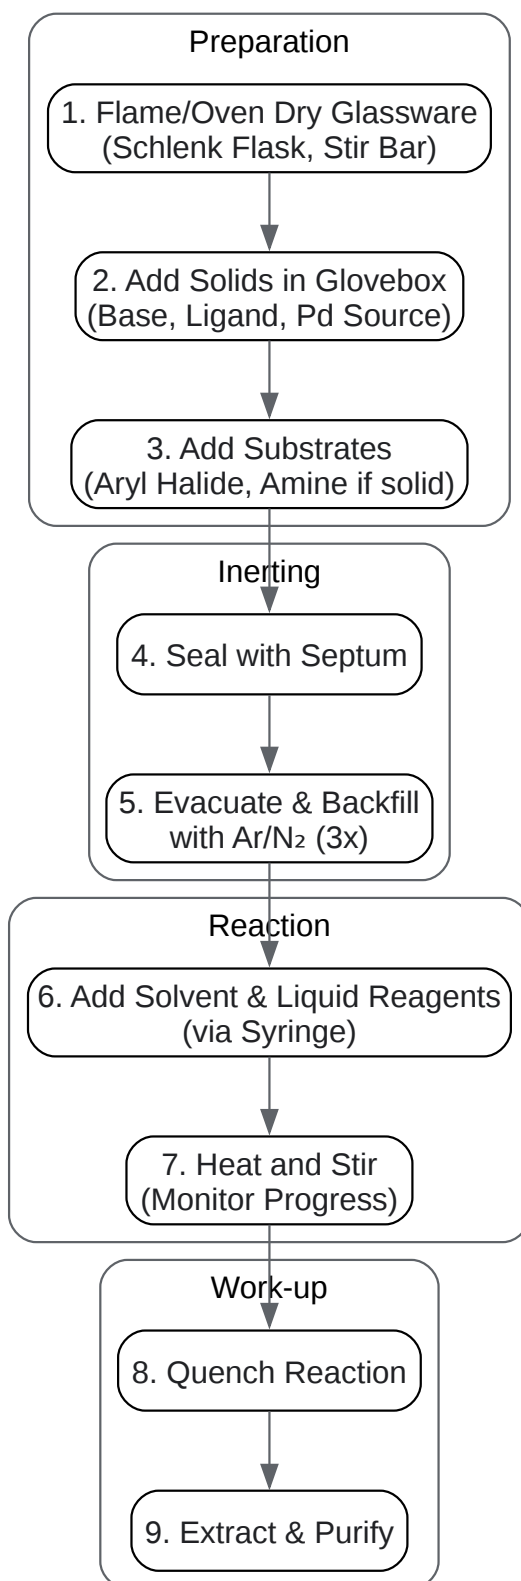 Preparation
1. Flame/Oven Dry Glassware
(Schlenk Flask, Stir Bar)
2. Add Solids in Glovebox
(Base, Ligand, Pd Source)
3. Add Substrates
(Aryl Halide, Amine if solid)
Inerting
4. Seal with Septum
5. Evacuate & Backfill
with Ar/N₂ (3x)
Reaction
6. Add Solvent & Liquid Reagents
(via Syringe)
7. Heat and Stir
(Monitor Progress)
Work-up
8. Quench Reaction
9. Extract & Purify